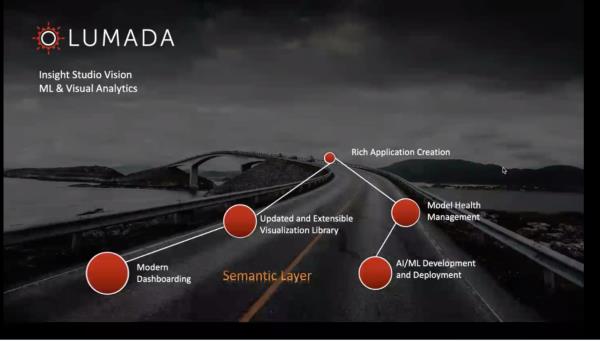 LUMADA
Insight Studio Vision
ML & Visual Analytics
Rich Application Creation
Updated and Extensible
Visualization Library
Model Health
Management
Modern
Dashboarding
Semantic Layer
AI/ML Development
and Deployment